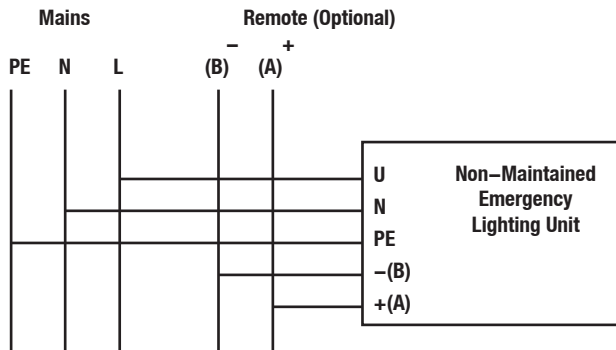 Mains Remote (Optional)
− +
PE N L (B) (A)
U
N
PE
−(B)
+(A)
Non−Maintained
Emergency
Lighting Unit